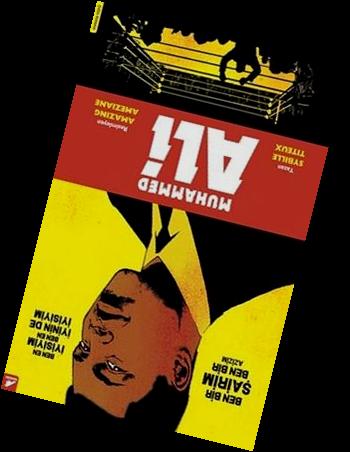 BEN BİR
ŞAİRİM
BEN BİR
AZİZİM
BEN EN
İYİSİYİM
BEN EN
İYİNİN DE
İYİSİYİM
MUHAMMED
ALİ
Yazan
SYBILLE
TITEUX
Resimleyen
AMAZING
AMEZIANE